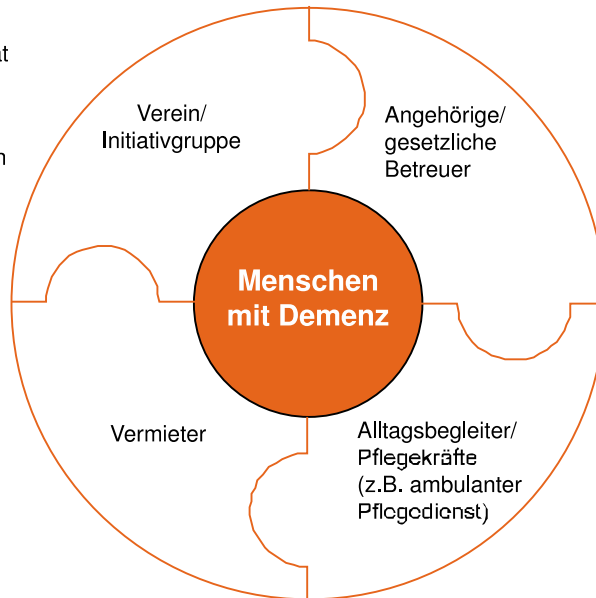 Verein/
Initiativgruppe
Angehörige/
gesetzliche
Betreuer
Menschen
mit Demenz
Vermieter
Alltagsbegleiter/
Pflegekräfte
(z.B. ambulanter
Pflegedienst)